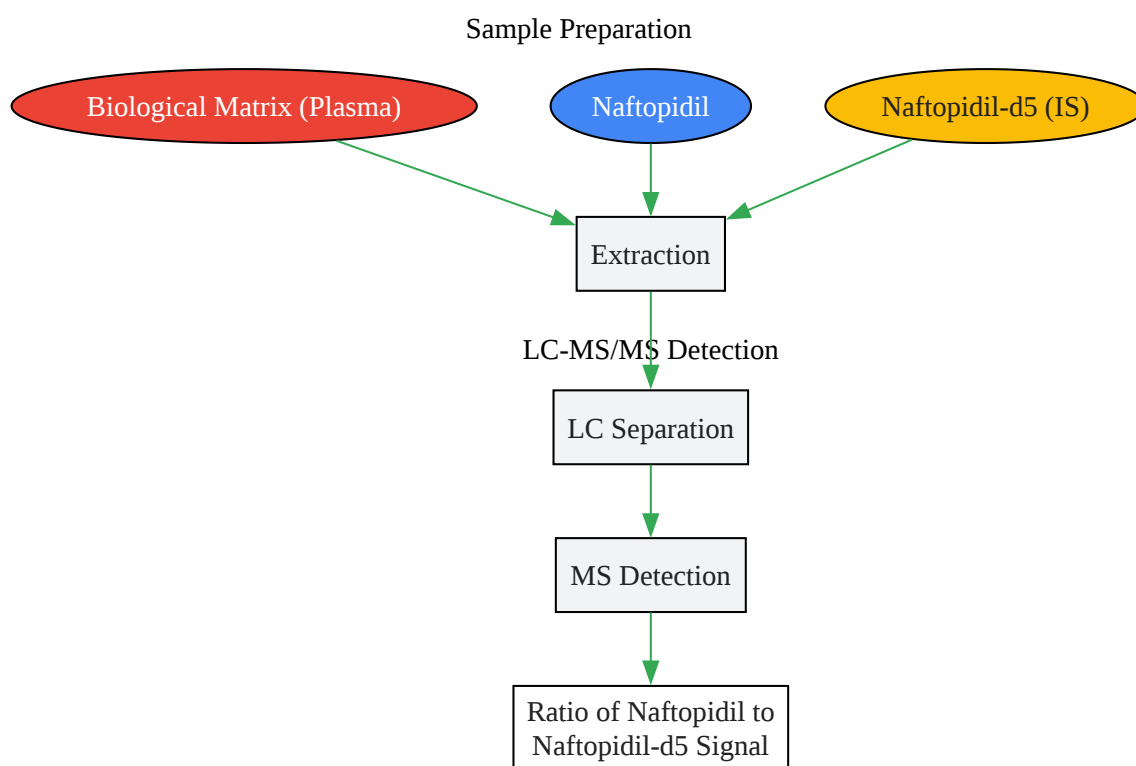 Sample Preparation
Biological Matrix (Plasma)
Naftopidil
Naftopidil-d5 (IS)
Extraction
LC-MS/MS Detection
LC Separation
MS Detection
Ratio of Naftopidil to
Naftopidil-d5 Signal